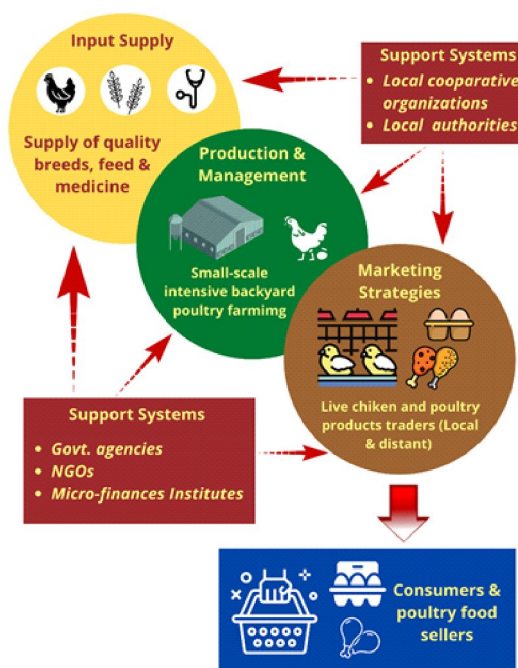 Input Supply
Supply of quality
breeds, feed &
medicine
Support Systems
• Local cooparative
organizations
• Local authorities
Production &
Management
Small-scale
intensive backyard
poultry farmimg
Marketing
Strategies
Live chiken and poultry
products traders (Local
& distant)
Support Systems
• Govt. agencies
• NGOs
• Micro-finances Institutes
Consumers &
poultry food
sellers